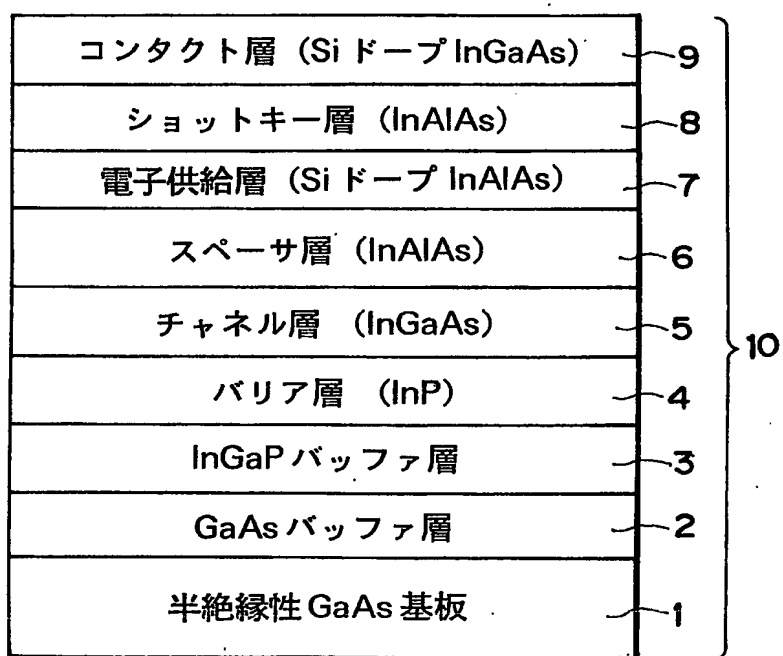 コンタクト層 (Si ドープ InGaAs) 9
ショットキー層 (InAlAs) 8
電子供給層 (Si ドープ InAlAs) 7
スペーサ層 (InAlAs) 6
チャネル層 (InGaAs) 5
10
バリア層 (InP) 4
InGaP バッファ層 3
GaAs バッファ層 2
半絶縁性 GaAs 基板 1